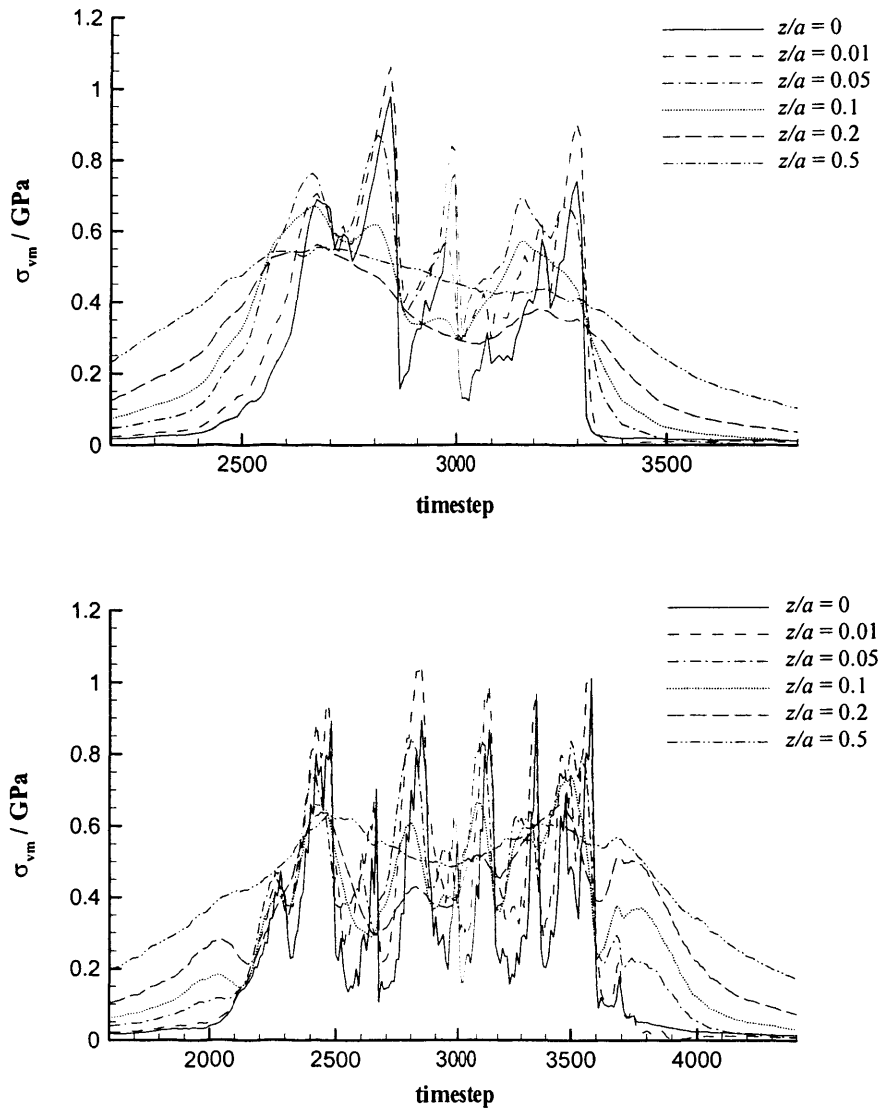 1.2
1
0.8
0.6
0.4
0.2
0
σvm / GPa
z/a = 0
z/a = 0.01
z/a = 0.05
z/a = 0.1
z/a = 0.2
z/a = 0.5
2500
3000
3500
timestep
1.2
1
0.8
0.6
0.4
0.2
0
σvm / GPa
z/a = 0
z/a = 0.01
z/a = 0.05
z/a = 0.1
z/a = 0.2
z/a = 0.5
2000
2500
3000
3500
4000
timestep